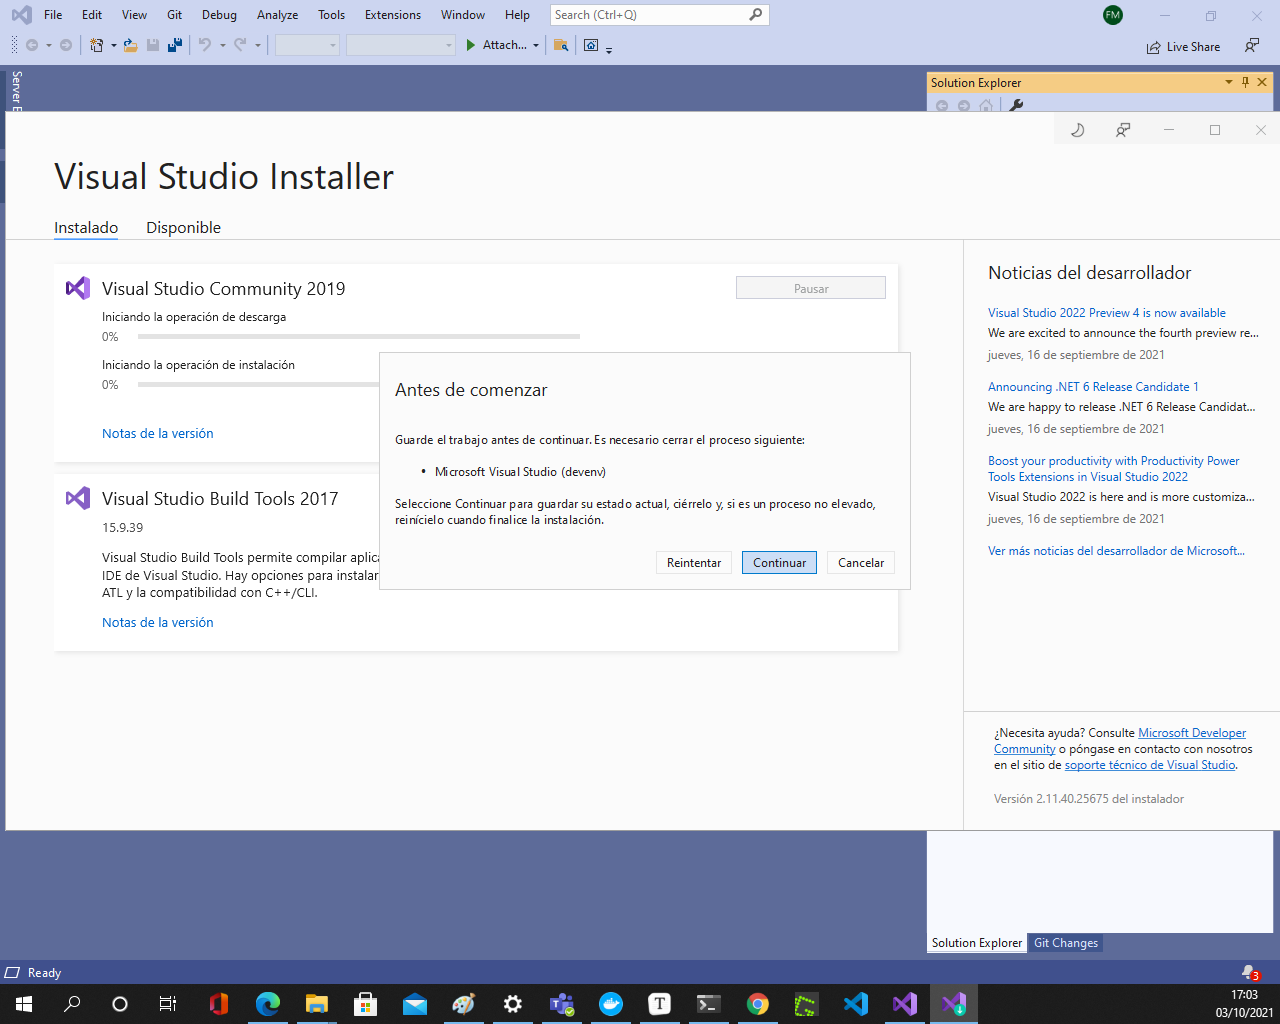 File Edit View Git Debug Analyze Tools Extensions Window Help Search (Ctrl+Q) FM
Attach... Live Share
Server E
Solution Explorer
Visual Studio Installer
Instalado Disponible
Visual Studio Community 2019
Pausar
Iniciando la operación de descarga
0%
Iniciando la operación de instalación
0%
Notas de la versión
Visual Studio Build Tools 2017
15.9.39
Visual Studio Build Tools permite compilar aplica
IDE de Visual Studio. Hay opciones para instalar
ATL y la compatibilidad con C++/CLI.
Notas de la versión
Antes de comenzar
Guarde el trabajo antes de continuar. Es necesario cerrar el proceso siguiente:
• Microsoft Visual Studio (devenv)
Seleccione Continuar para guardar su estado actual, ciérrelo y, si es un proceso no elevado,
reinícielo cuando finalice la instalación.
Reintentar Continuar Cancelar
Noticias del desarrollador
Visual Studio 2022 Preview 4 is now available
We are excited to announce the fourth preview re...
jueves, 16 de septiembre de 2021
Announcing .NET 6 Release Candidate 1
We are happy to release .NET 6 Release Candidat...
jueves, 16 de septiembre de 2021
Boost your productivity with Productivity Power
Tools Extensions in Visual Studio 2022
Visual Studio 2022 is here and is more customiza...
jueves, 16 de septiembre de 2021
Ver más noticias del desarrollador de Microsoft...
¿Necesita ayuda? Consulte Microsoft Developer
Community o póngase en contacto con nosotros
en el sitio de soporte técnico de Visual Studio.
Versión 2.11.40.25675 del instalador
Solution Explorer Git Changes
Ready
3
T
17:03
03/10/2021